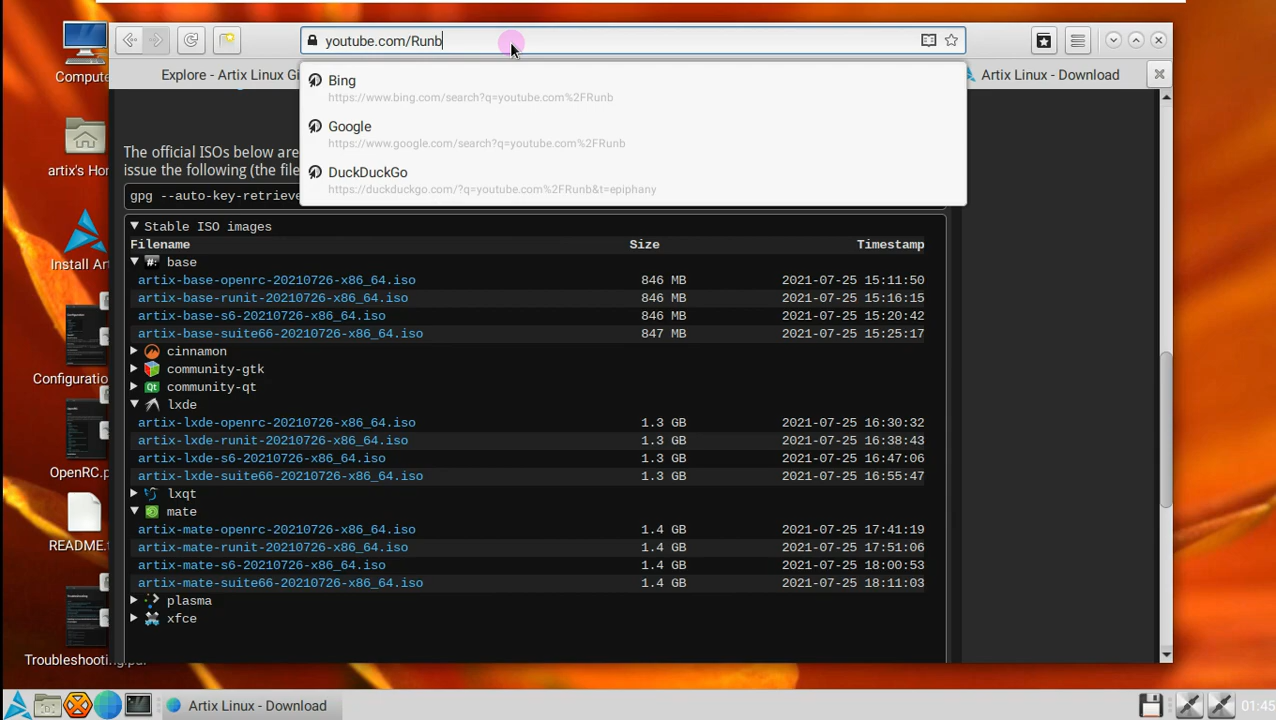 youtube.com/Runb
Explore - Artix Linux Gi
Artix Linux - Download
Bing
https://www.bing.com/search?q=youtube.com%2FRunb
Google
https://www.google.com/search?q=youtube.com%2FRunb
DuckDuckGo
https://duckduckgo.com/?q=youtube.com%2FRunb&t=epiphany
The official ISOs below are
issue the following (the file
gpg --auto-key-retrieve
Stable ISO images
Filename Size Timestamp
#: base
artix-base-openrc-20210726-x86_64.iso 846 MB 2021-07-25 15:11:50
artix-base-runit-20210726-x86_64.iso 846 MB 2021-07-25 15:16:15
artix-base-s6-20210726-x86_64.iso 846 MB 2021-07-25 15:20:42
artix-base-suite66-20210726-x86_64.iso 847 MB 2021-07-25 15:25:17
cinnamon
community-gtk
Qt community-qt
lxde
artix-lxde-openrc-20210726-x86_64.iso 1.3 GB 2021-07-25 16:30:32
artix-lxde-runit-20210726-x86_64.iso 1.3 GB 2021-07-25 16:38:43
artix-lxde-s6-20210726-x86_64.iso 1.3 GB 2021-07-25 16:47:06
artix-lxde-suite66-20210726-x86_64.iso 1.3 GB 2021-07-25 16:55:47
lxqt
mate
artix-mate-openrc-20210726-x86_64.iso 1.4 GB 2021-07-25 17:41:19
artix-mate-runit-20210726-x86_64.iso 1.4 GB 2021-07-25 17:51:06
artix-mate-s6-20210726-x86_64.iso 1.4 GB 2021-07-25 18:00:53
artix-mate-suite66-20210726-x86_64.iso 1.4 GB 2021-07-25 18:11:03
plasma
xfce
Compute
artix's Hom
Install Art
Configuratio
OpenRC.p
README.
Troubleshooting.pdf
Artix Linux - Download
01:45